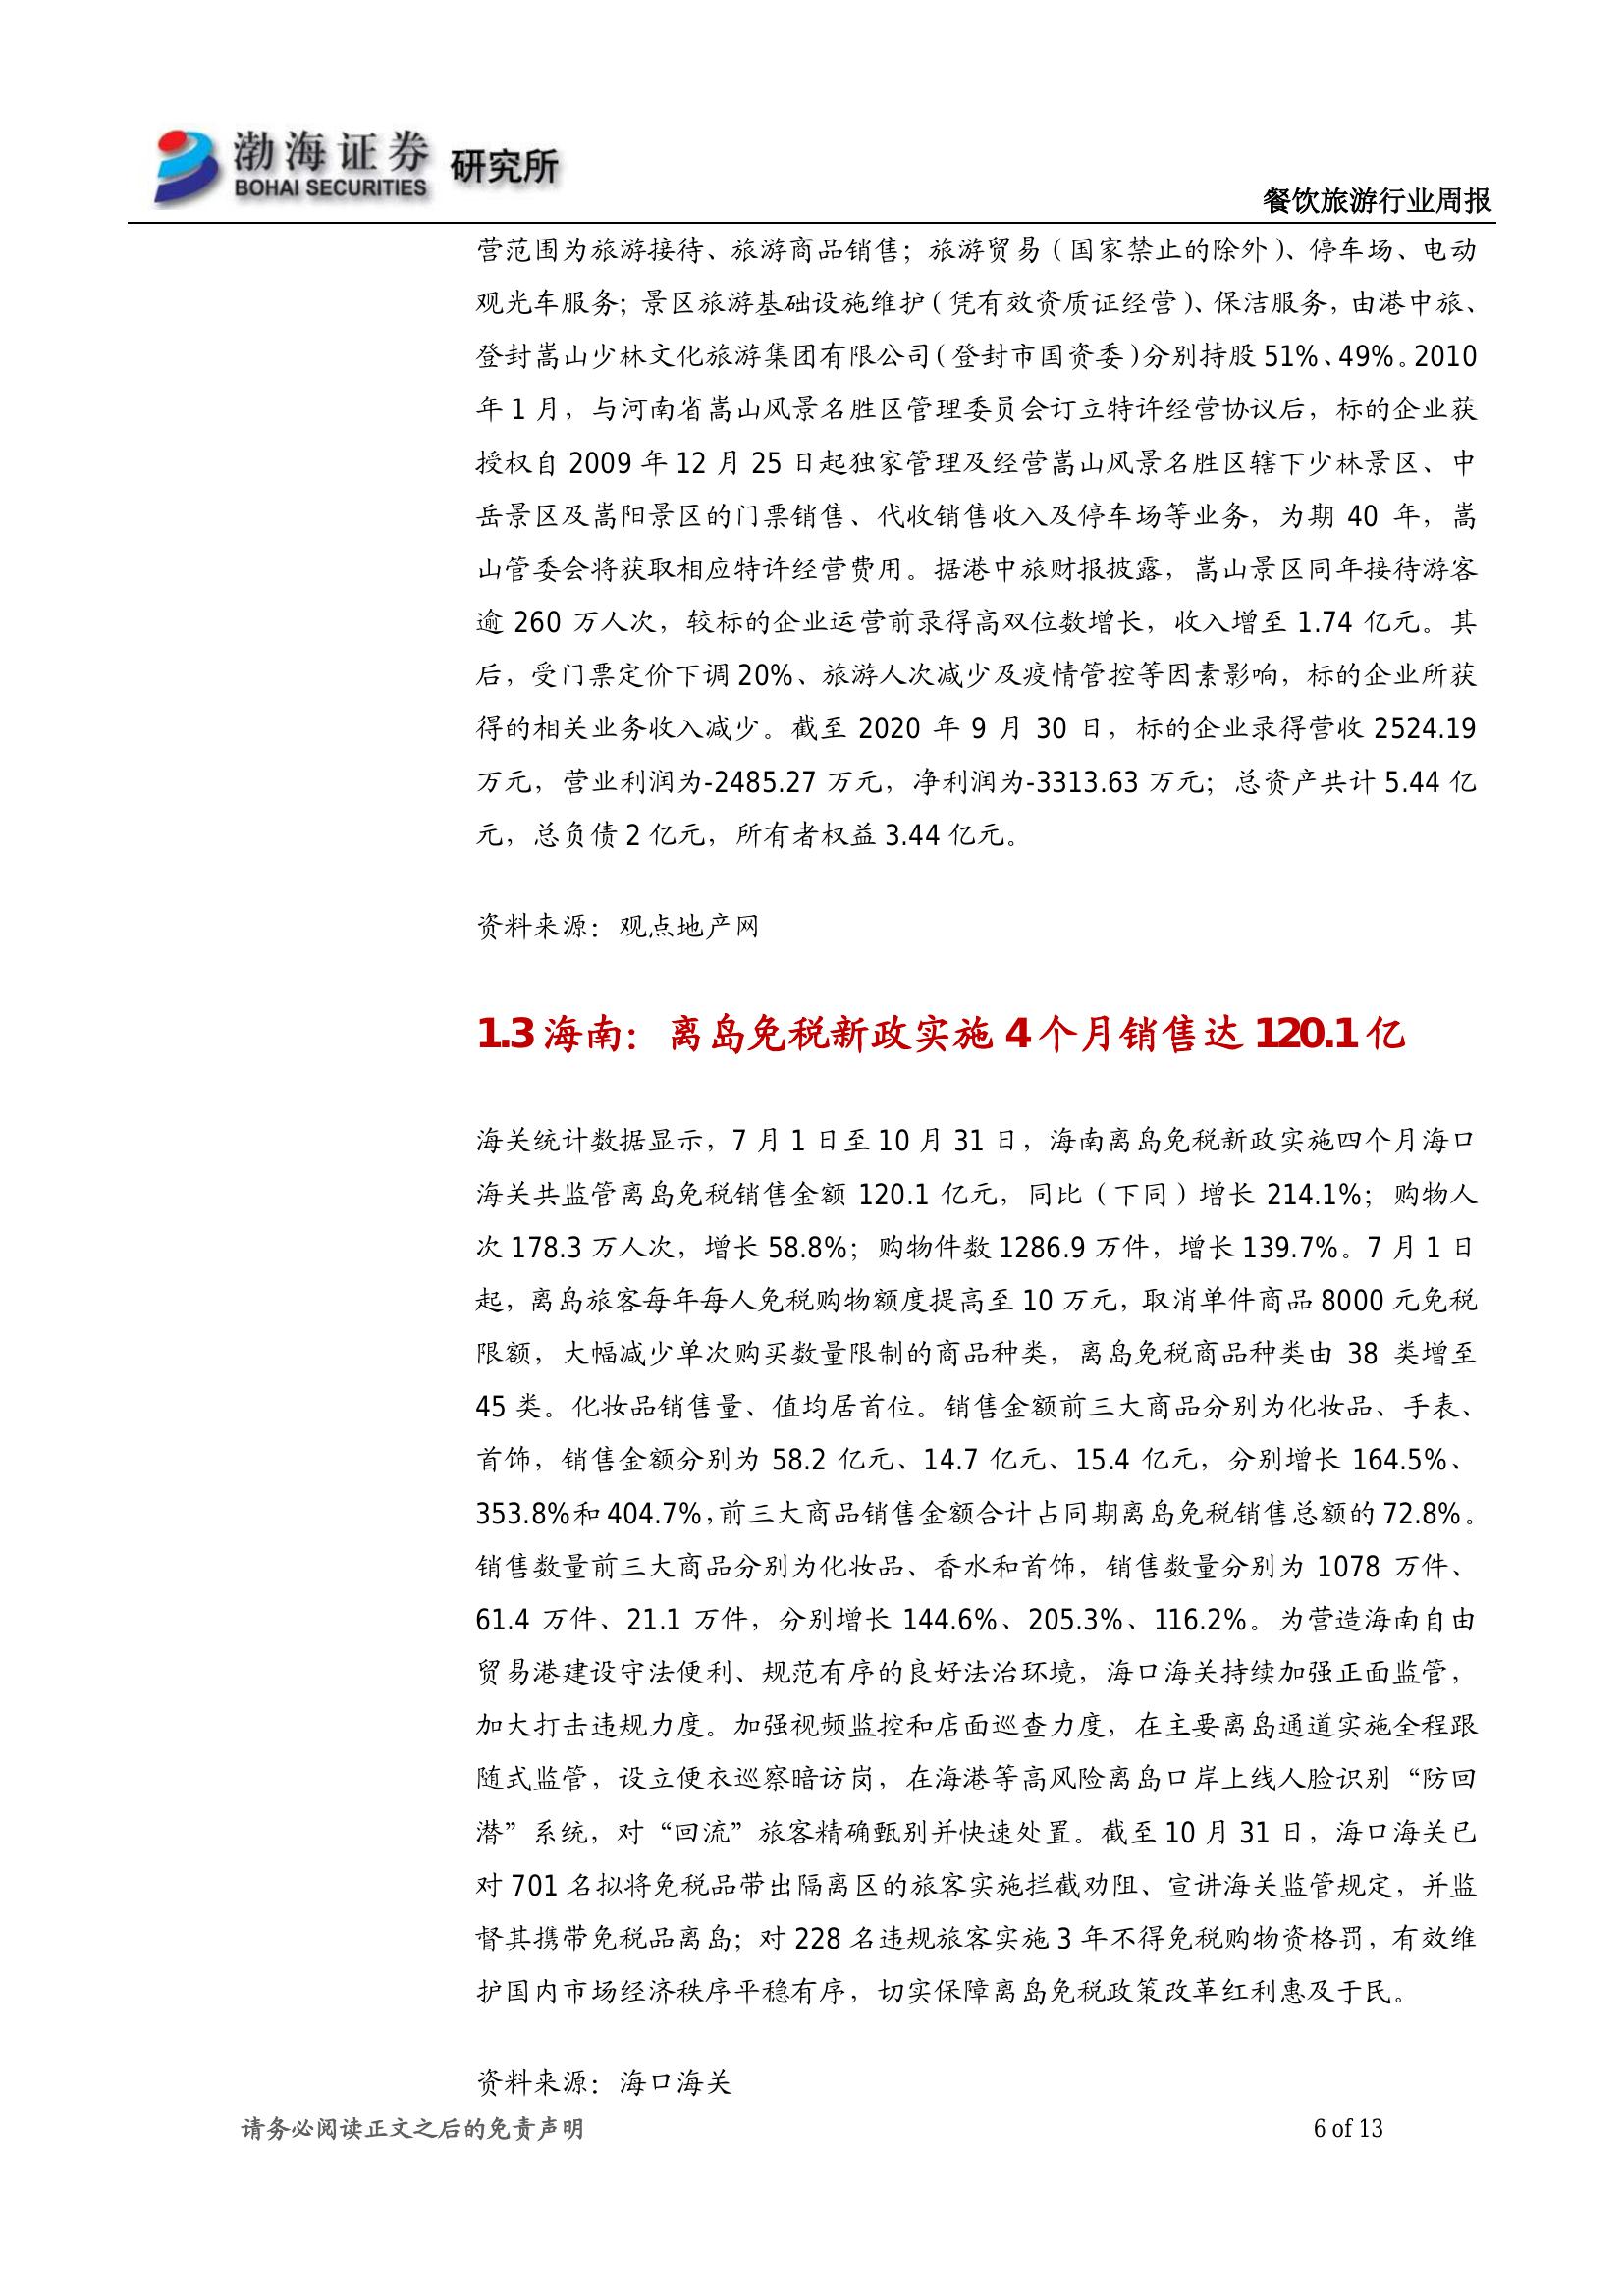 渤海证券 研究所
BOHAI SECURITIES
餐饮旅游行业周报
营范围为旅游接待、旅游商品销售；旅游贸易（国家禁止的除外）、停车场、电动
观光车服务；景区旅游基础设施维护（凭有效资质证经营）、保洁服务，由港中旅、
登封嵩山少林文化旅游集团有限公司（登封市国资委）分别持股 51%、49%。2010
年 1 月，与河南省嵩山风景名胜区管理委员会订立特许经营协议后，标的企业获
授权自 2009 年 12 月 25 日起独家管理及经营嵩山风景名胜区辖下少林景区、中
岳景区及嵩阳景区的门票销售、代收销售收入及停车场等业务，为期 40 年，嵩
山管委会将获取相应特许经营费用。据港中旅财报披露，嵩山景区同年接待游客
逾 260 万人次，较标的企业运营前录得高双位数增长，收入增至 1.74 亿元。其
后，受门票定价下调 20%、旅游人次减少及疫情管控等因素影响，标的企业所获
得的相关业务收入减少。截至 2020 年 9 月 30 日，标的企业录得营收 2524.19
万元，营业利润为-2485.27 万元，净利润为-3313.63 万元；总资产共计 5.44 亿
元，总负债 2 亿元，所有者权益 3.44 亿元。
资料来源：观点地产网
1.3 海南：离岛免税新政实施 4 个月销售达 120.1 亿
海关统计数据显示，7 月 1 日至 10 月 31 日，海南离岛免税新政实施四个月海口
海关共监管离岛免税销售金额 120.1 亿元，同比（下同）增长 214.1%；购物人
次 178.3 万人次，增长 58.8%；购物件数 1286.9 万件，增长 139.7%。7 月 1 日
起，离岛旅客每年每人免税购物额度提高至 10 万元，取消单件商品 8000 元免税
限额，大幅减少单次购买数量限制的商品种类，离岛免税商品种类由 38 类增至
45 类。化妆品销售量、值均居首位。销售金额前三大商品分别为化妆品、手表、
首饰，销售金额分别为 58.2 亿元、14.7 亿元、15.4 亿元，分别增长 164.5%、
353.8%和 404.7%，前三大商品销售金额合计占同期离岛免税销售总额的 72.8%。
销售数量前三大商品分别为化妆品、香水和首饰，销售数量分别为 1078 万件、
61.4 万件、21.1 万件，分别增长 144.6%、205.3%、116.2%。为营造海南自由
贸易港建设守法便利、规范有序的良好法治环境，海口海关持续加强正面监管，
加大打击违规力度。加强视频监控和店面巡查力度，在主要离岛通道实施全程跟
随式监管，设立便衣巡察暗访岗，在海港等高风险离岛口岸上线人脸识别“防回
潜”系统，对“回流”旅客精确甄别并快速处置。截至 10 月 31 日，海口海关已
对 701 名拟将免税品带出隔离区的旅客实施拦截劝阻、宣讲海关监管规定，并监
督其携带免税品离岛；对 228 名违规旅客实施 3 年不得免税购物资格罚，有效维
护国内市场经济秩序平稳有序，切实保障离岛免税政策改革红利惠及于民。
资料来源：海口海关
请务必阅读正文之后的免责声明
6 of 13